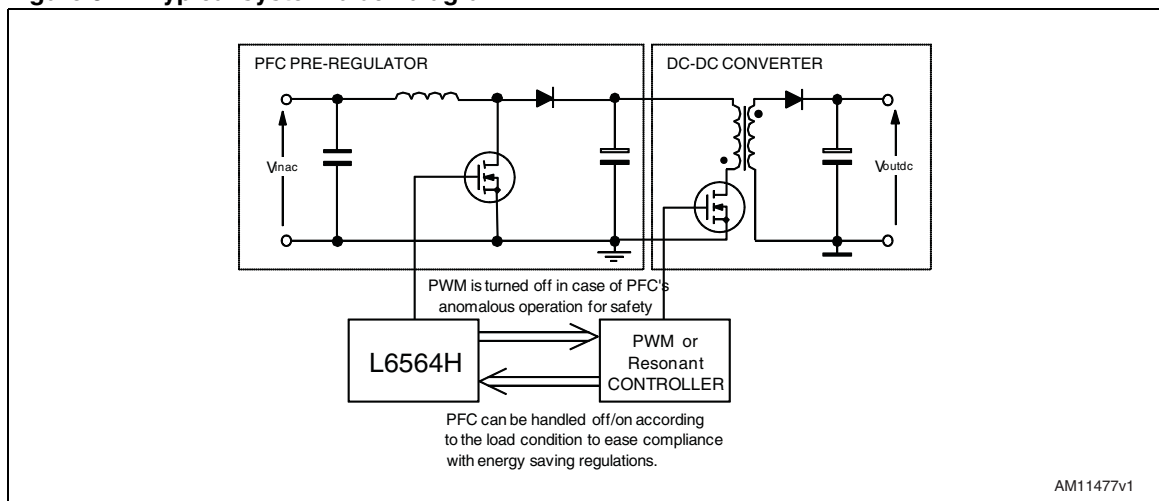 PFC PRE-REGULATOR
DC-DC CONVERTER
Vinac
Voutdc
PWM is turned off in case of PFC's
anomalous operation for safety
L6564H
PWM or
Resonant
CONTROLLER
PFC can be handled off/on according
to the load condition to ease compliance
with energy saving regulations.
AM11477v1